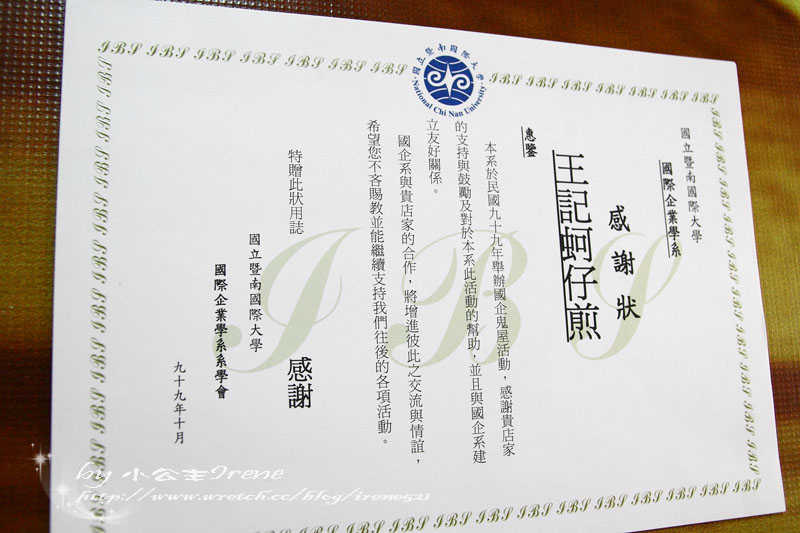 國立暨南國際大學
National Chi Nan University
國立暨南國際大學
國際企業學系
感謝狀
王記蚵仔煎
惠鑒
本系於民國九十九年舉辦國企鬼屋活動，感謝貴店家
的支持與鼓勵及對於本系此活動的幫助，並且與國企系建
立友好關係。
國企系與貴店家的合作，將增進彼此之交流與情誼，
希望您不吝賜教並能繼續支持我們往後的各項活動。
特贈此狀用誌
國立暨南國際大學
國際企業學系系學會
感謝
九十九年十月
IBS
by 小公主Irene
http://www.wretch.cc/blog/irene521